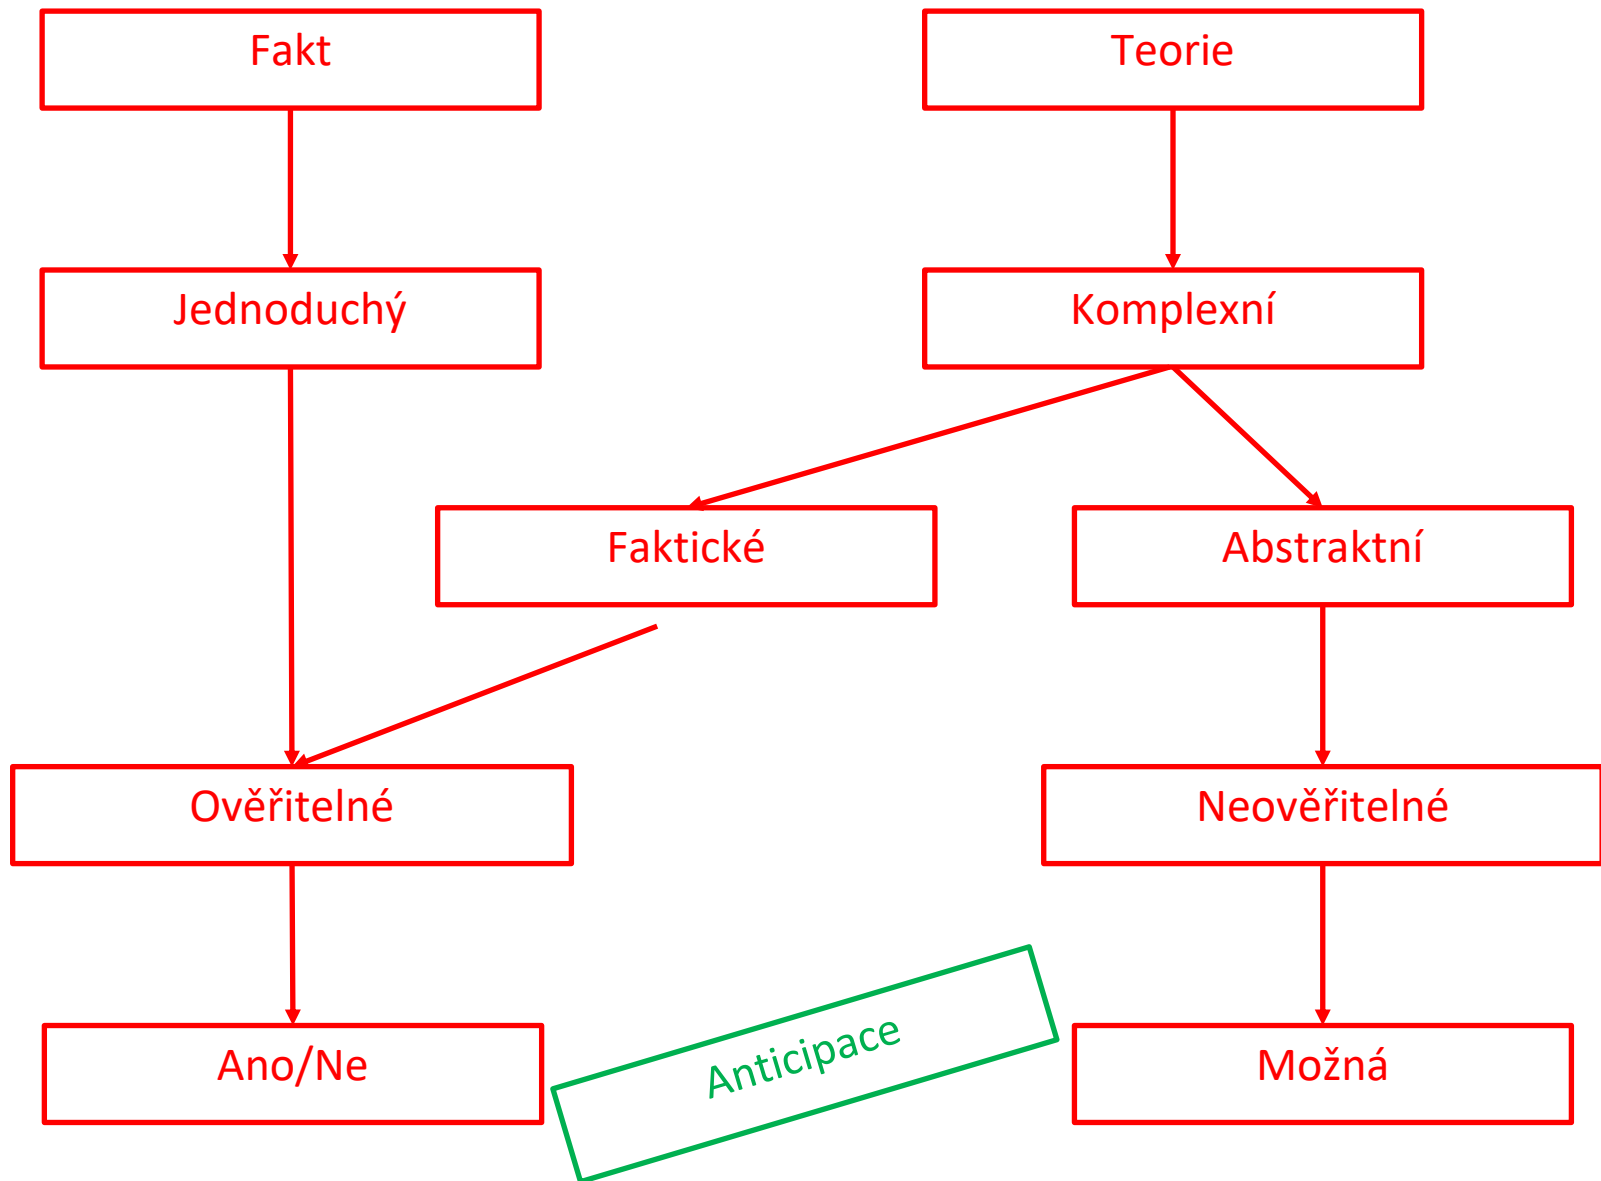 Fakt
Teorie
Jednoduchý
Komplexní
Faktické
Abstraktní
Ověřitelné
Neověřitelné
Anticipace
Ano/Ne
Možná